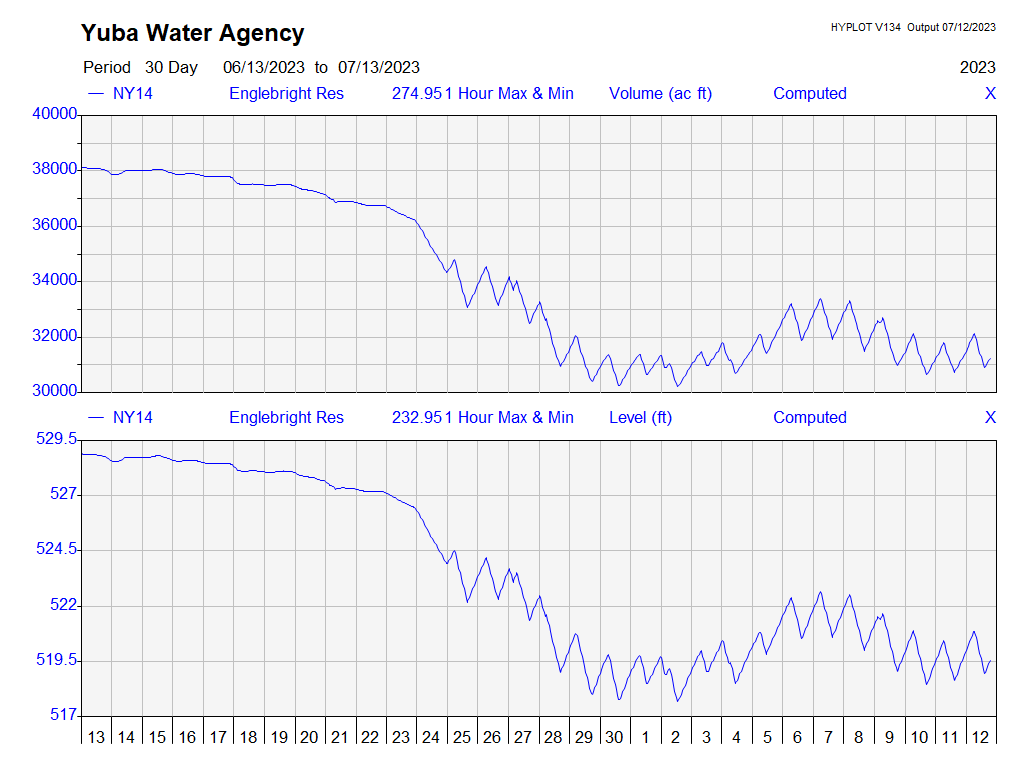 Yuba Water Agency
HYPLOT V134 Output 07/12/2023
Period 30 Day 06/13/2023 to 07/13/2023
2023
— NY14 Englebright Res 274.951 Hour Max & Min Volume (ac ft) Computed X
40000
38000
36000
34000
32000
30000
— NY14 Englebright Res 232.951 Hour Max & Min Level (ft) Computed X
529.5
527
524.5
522
519.5
517
13 14 15 16 17 18 19 20 21 22 23 24 25 26 27 28 29 30 1 2 3 4 5 6 7 8 9 10 11 12